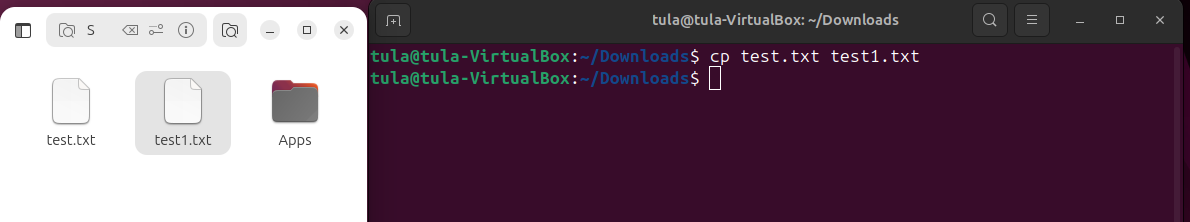 S
test.txt
test1.txt
Apps
tula@tula-VirtualBox: ~/Downloads
tula@tula-VirtualBox:~/Downloads$ cp test.txt test1.txt
tula@tula-VirtualBox:~/Downloads$